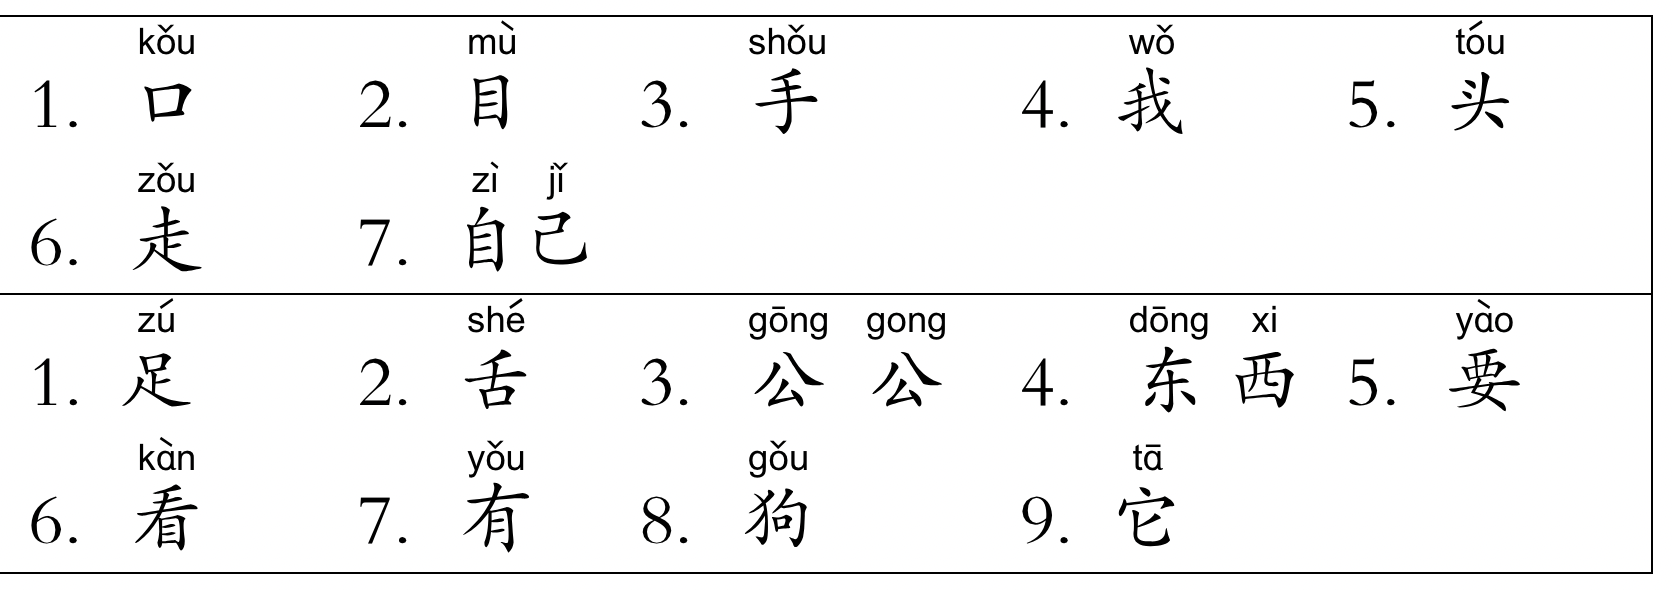 kǒu mù shǒu wǒ tóu
1. 口 2. 目 3. 手 4. 我 5. 头
zǒu zì jǐ
6. 走 7. 自己
zú shé gōng gong dōng xi yào
1. 足 2. 舌 3. 公公 4. 东西 5. 要
kàn yǒu gǒu tā
6. 看 7. 有 8. 狗 9. 它